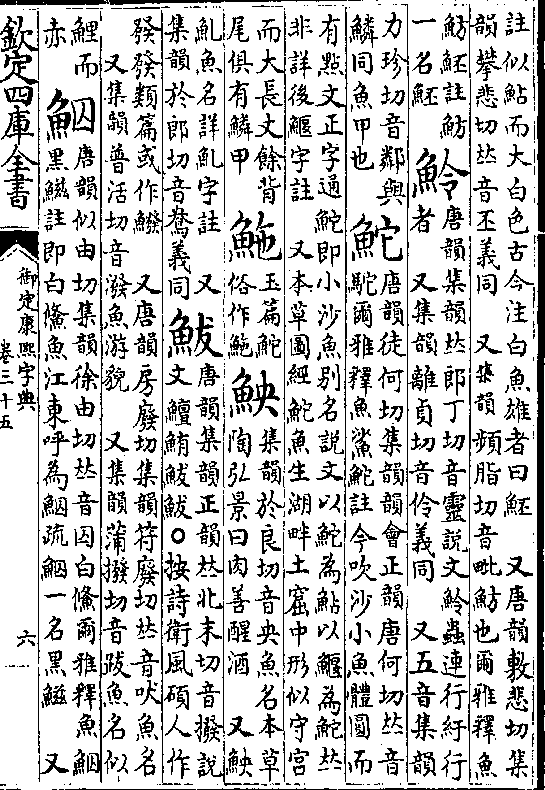 註似鮎而大白色古今注白魚雄者曰魾　又唐韻敷悲切集
韻攀悲切𠀤音丕義同　又集韻頻脂切音毗魴也爾雅釋魚
魴魾註魴
一名魾
魿
唐韻集韻𠀤郎丁切音靈說文魿蟲連行紆行
者　又集韻離貞切音伶義同　又五音集韻
力珍切音鄰與
鱗同魚甲也
鮀
唐韻徒何切集韻韻會正韻唐何切𠀤音
駝爾雅釋魚鯊鮀註今吹沙小魚體圓而
有點文正字通鮀即小沙魚別名說文以鮀為鮎以鰋為鮀𠀤
非詳後鰋字註　又本草圖經鮀魚生湖畔土窟中形似守宮
而大長丈餘背
尾俱有鱗甲
玉篇鮀
俗作鮑
䱀
集韻於良切音央魚名本草
陶弘景曰肉善醒酒　又䱀
䰲魚名詳䰲字註　又
集韻於郎切音鴦義同
鮁
唐韻集韻正韻𠀤北末切音撥說
文鱣鮪鮁鮁○按詩衛風碩人作
發發類篇或作鱍　又唐韻房廢切集韻符廢切𠀤音吠魚名
又集韻普活切音潑魚游貌　又集韻蒲撥切音跋魚名似
鯉而
赤
鮂
唐韻似由切集韻徐由切𠀤音囚白鯈爾雅釋魚鮂
黑鰦註即白鯈魚江東呼為鮂疏鮂一名黑鰦　又
欽定四庫全書
御定康熙字典
卷三十五
六